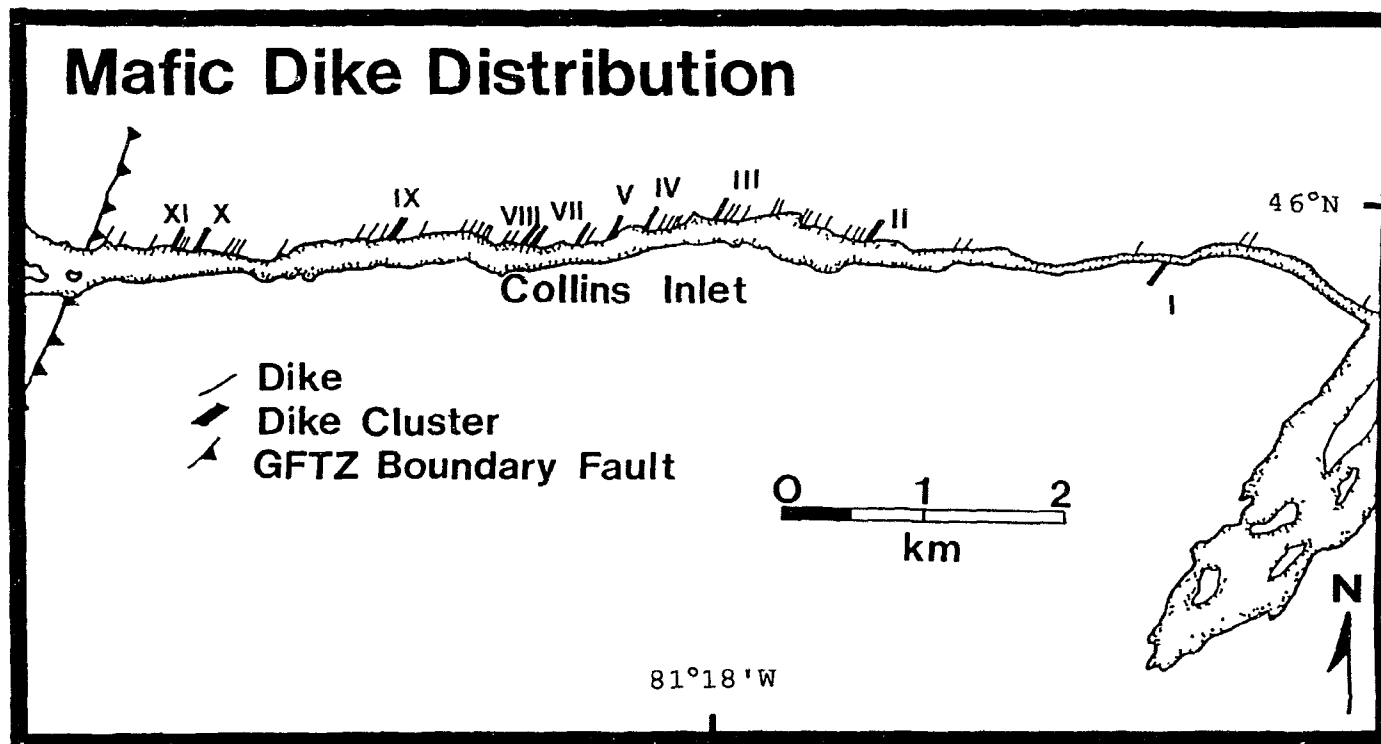 Mafic Dike Distribution
46°N
XI X IX VIII VII V IV III II
Collins Inlet
I
Dike
Dike Cluster
GFTZ Boundary Fault
0 1 2
km
N
81°18'W